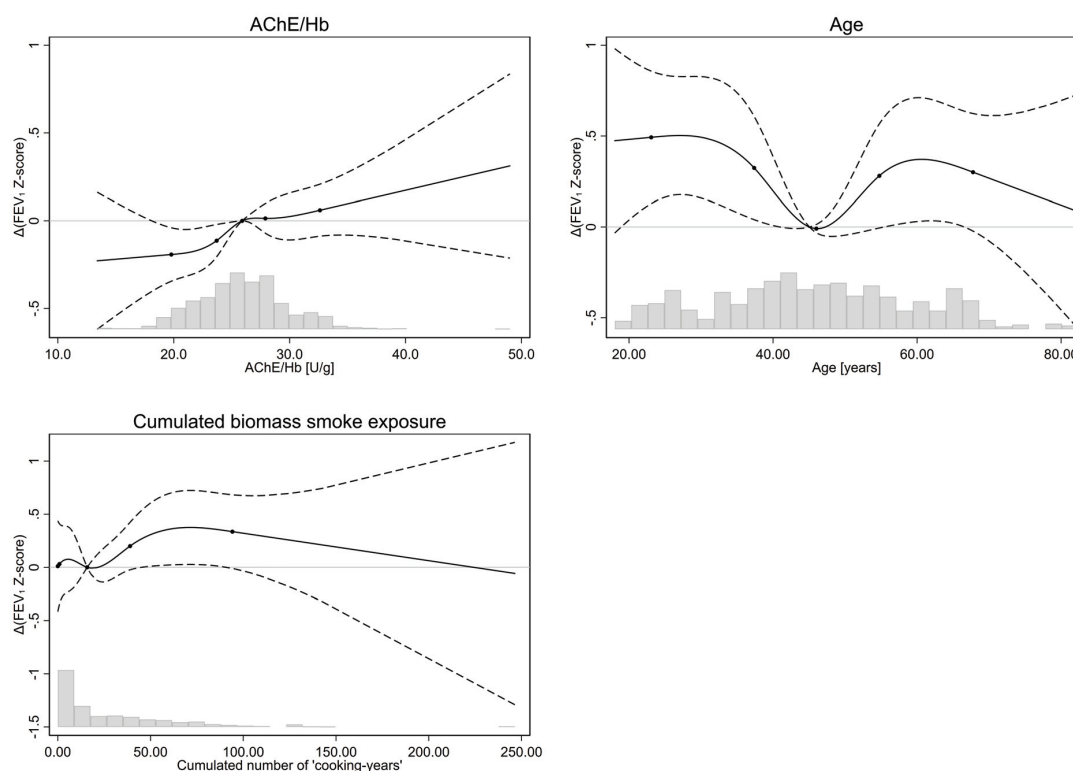 AChE/Hb
Δ(FEV₁ Z-score)
1
.5
0
-.5
10.0 20.0 30.0 40.0 50.0
AChE/Hb [U/g]
Age
Δ(FEV₁ Z-score)
1
.5
0
-.5
20.00 40.00 60.00 80.00
Age [years]
Cumulated biomass smoke exposure
Δ(FEV₁ Z-score)
1
.5
0
-.5
-1
-1.5
0.00 50.00 100.00 150.00 200.00 250.00
Cumulated number of 'cooking-years'